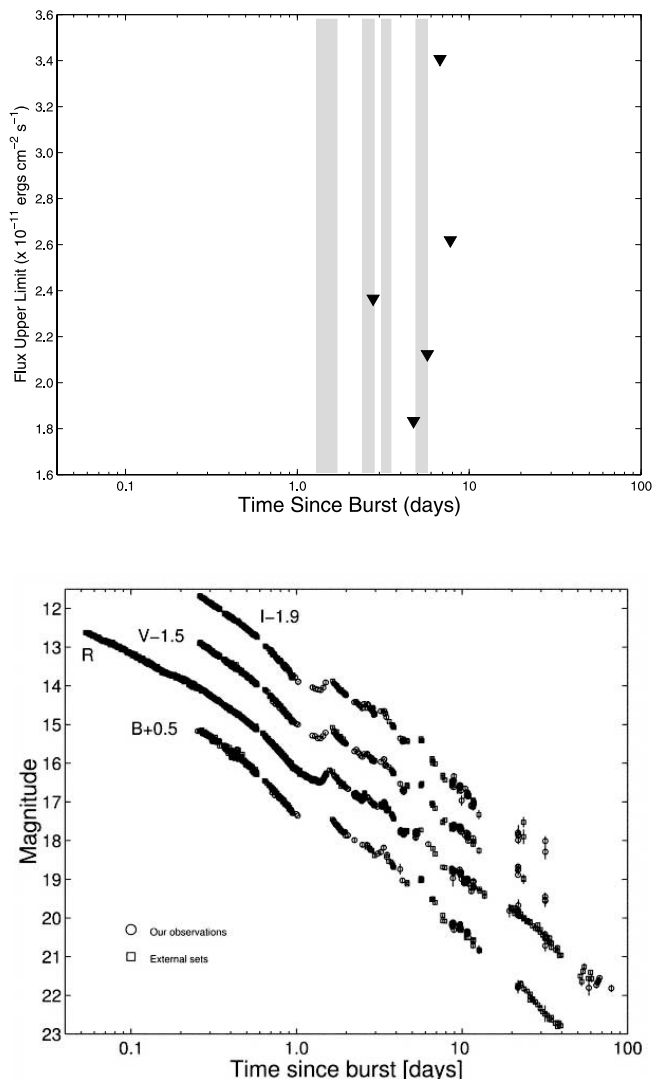 3.6
3.4
3.2
3.0
2.8
2.6
2.4
2.2
2.0
1.8
1.6
Flux Upper Limit (x 10⁻¹¹ ergs cm⁻² s⁻¹)
0.1 1.0 10 100
Time Since Burst (days)
12
13
14
15
16
17
18
19
20
21
22
23
Magnitude
I−1.9
V−1.5
R
B+0.5
Our observations
External sets
0.1 1.0 10 100
Time since burst [days]